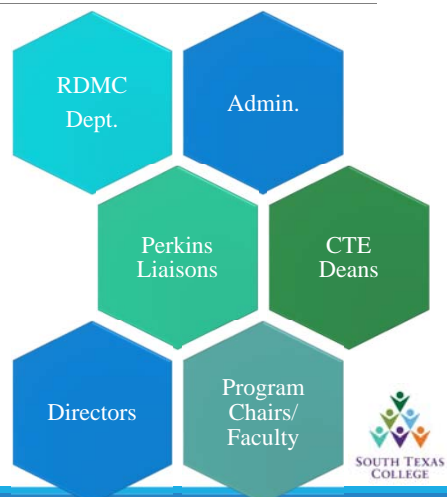 RDMC
Dept.
Admin.
Perkins
Liaisons
CTE
Deans
Directors
Program
Chairs/
Faculty
SOUTH TEXAS
COLLEGE